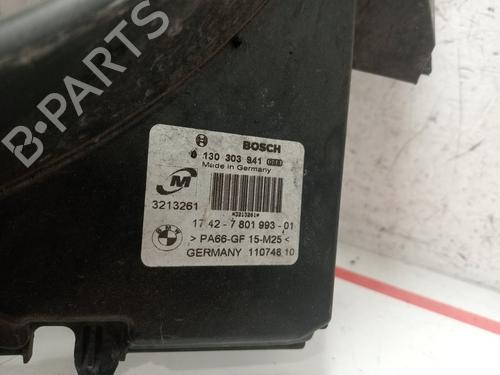 BOSCH
0 130 303 941
Made in Germany
3213261
*3213261*
17 42 - 7 801 993 - 01
> PA66-GF 15-M25 <
GERMANY 110748 10
B-PARTS